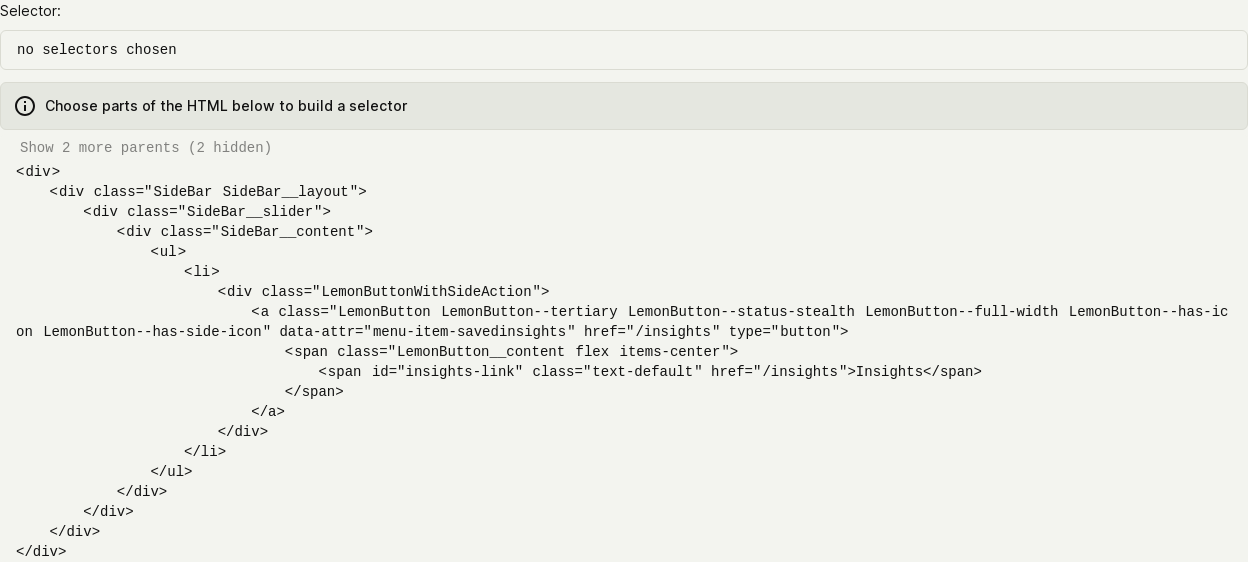 Selector:
no selectors chosen
Choose parts of the HTML below to build a selector
Show 2 more parents (2 hidden)
<div>
    <div class="SideBar SideBar__layout">
        <div class="SideBar__slider">
            <div class="SideBar__content">
                <ul>
                    <li>
                        <div class="LemonButtonWithSideAction">
                            <a class="LemonButton LemonButton--tertiary LemonButton--status-stealth LemonButton--full-width LemonButton--has-ic
on LemonButton--has-side-icon" data-attr="menu-item-savedinsights" href="/insights" type="button">
                                <span class="LemonButton__content flex items-center">
                                    <span id="insights-link" class="text-default" href="/insights">Insights</span>
                                </span>
                            </a>
                        </div>
                    </li>
                </ul>
            </div>
        </div>
    </div>
</div>